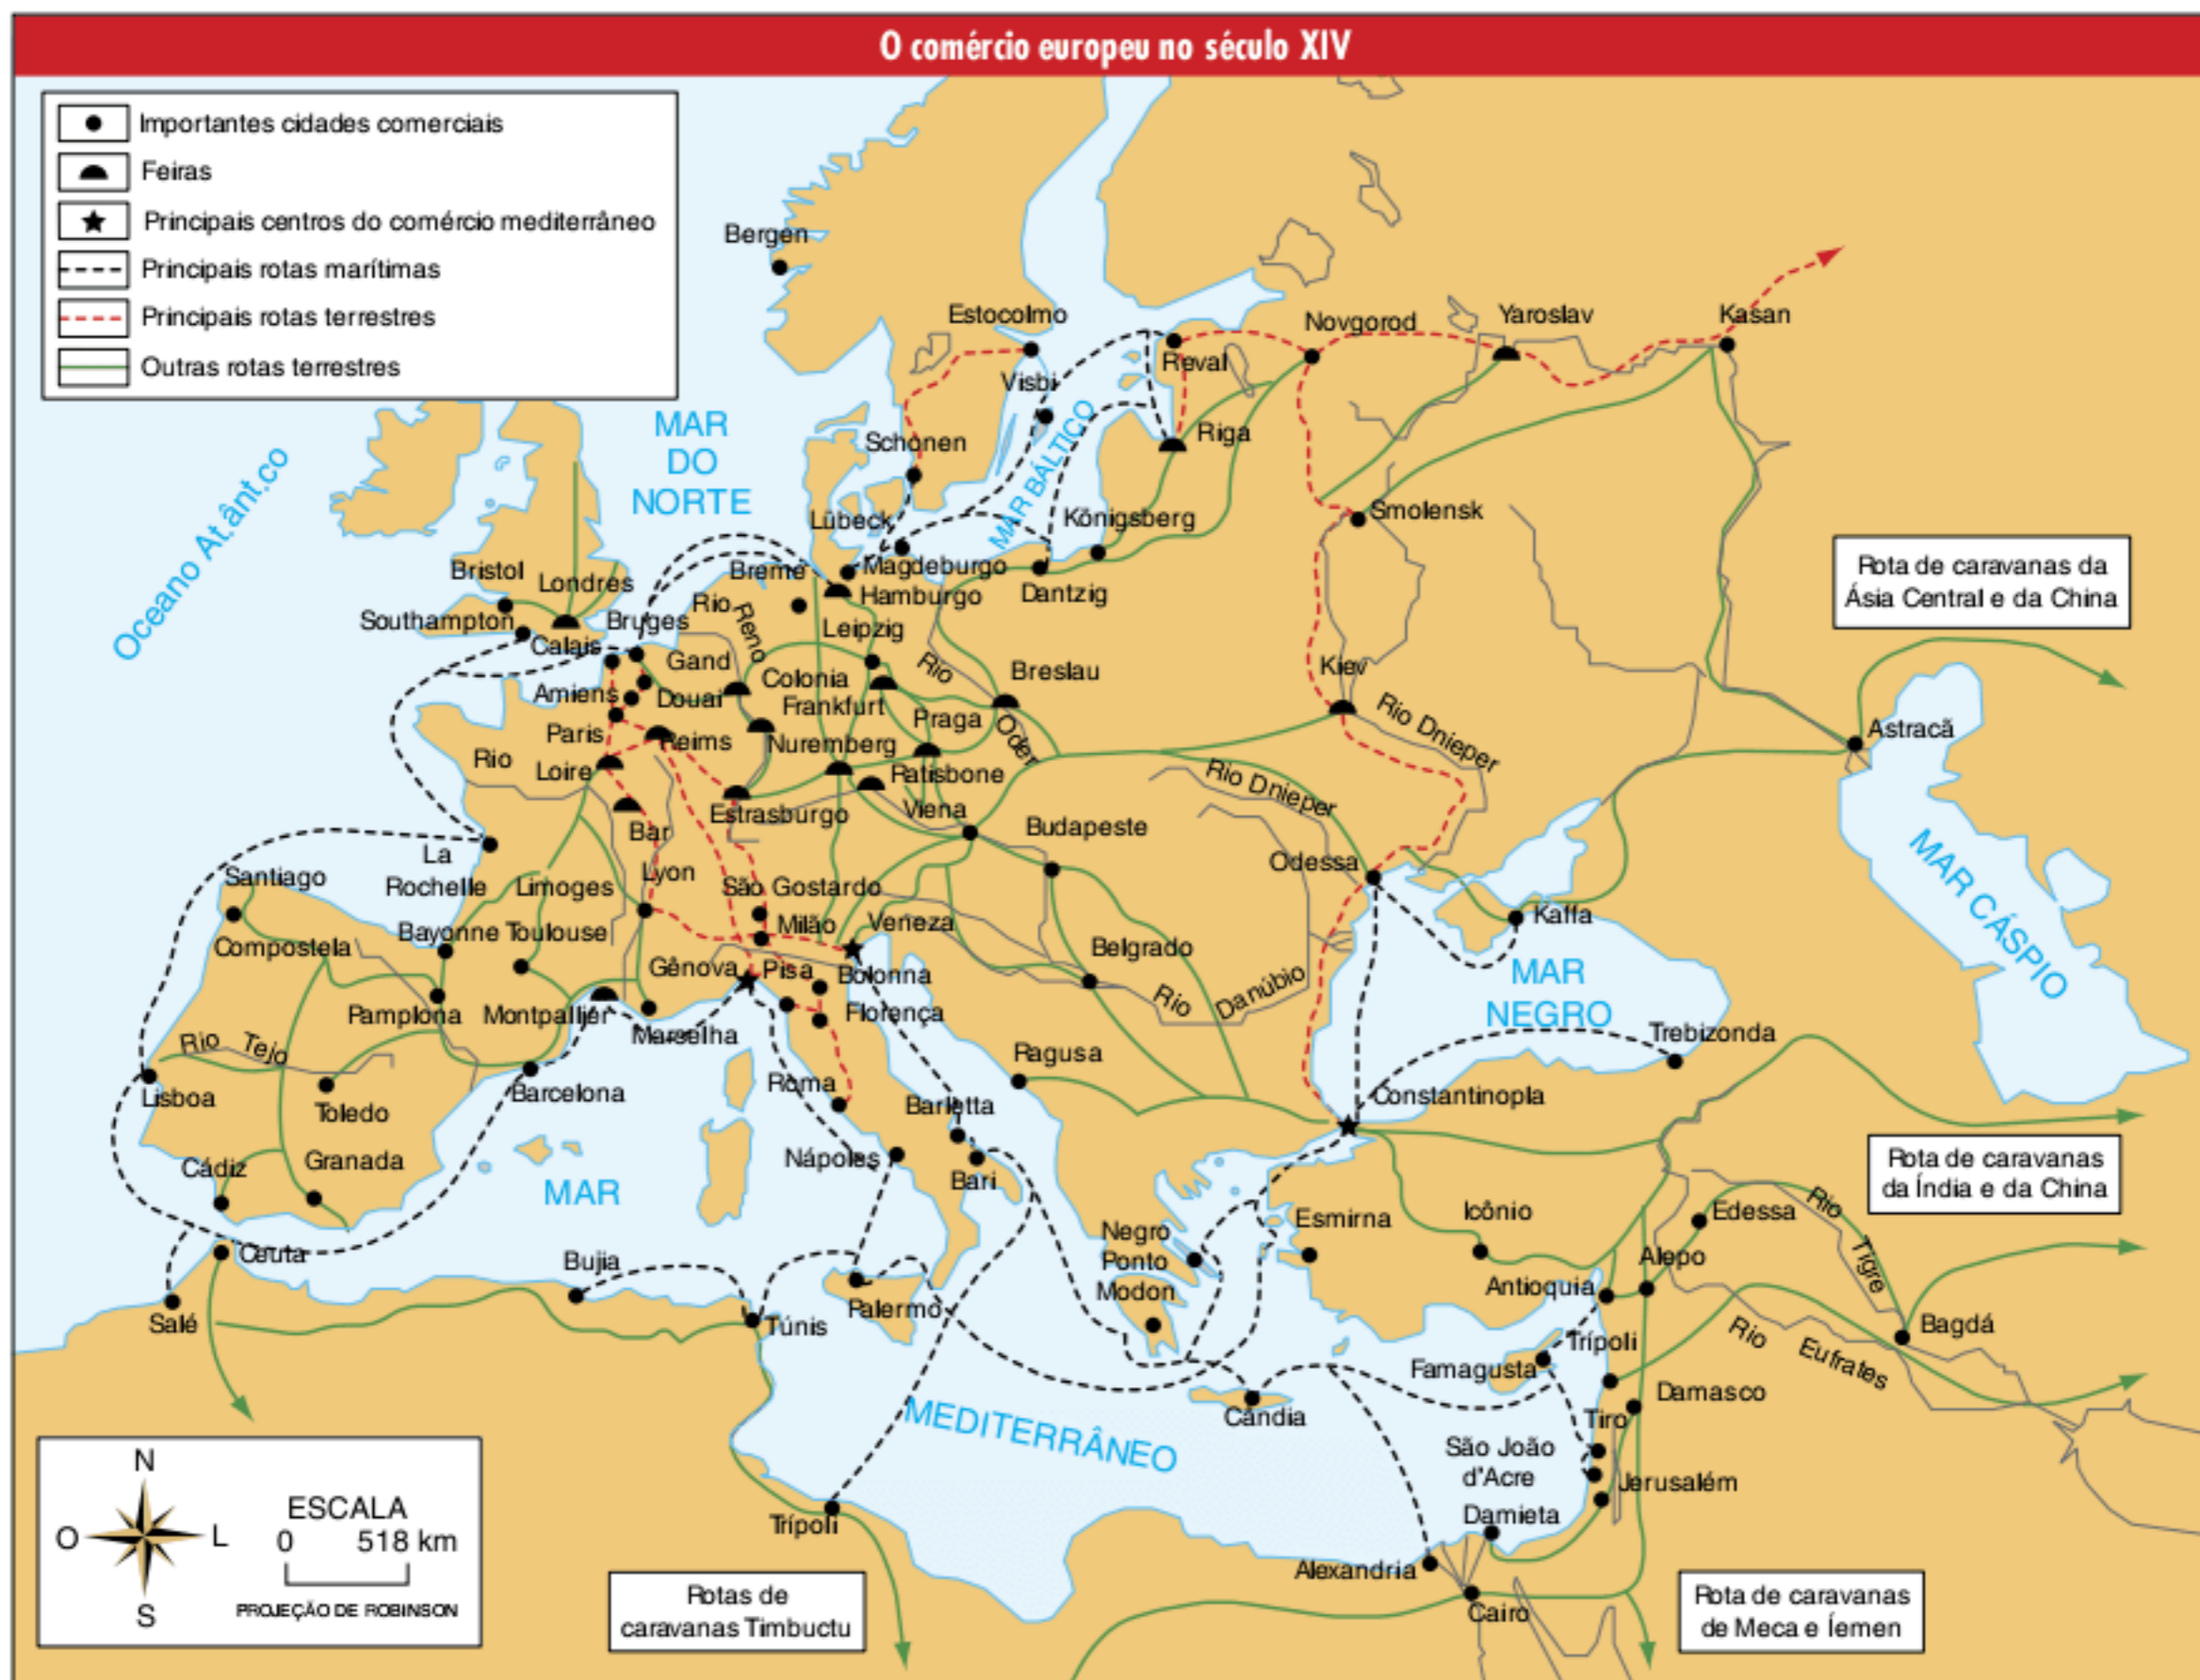 O comércio europeu no século XIV
Importantes cidades comerciais
Feiras
Principais centros do comércio mediterrâneo
Principais rotas marítimas
Principais rotas terrestres
Outras rotas terrestres
Bergen
Estocolmo
Novgorod
Yaroslav
Kasan
Reval
Visbi
MAR
DO
NORTE
Schonen
Riga
MAR BÁLTICO
Oceano At.ânt.co
Lübeck
Königsberg
Smolensk
Bristol
Londres
Breme
Magdeburgo
Hamburgo
Dantzig
Rota de caravanas da
Ásia Central e da China
Southampton
Bruges
Rio
Reno
Leipzig
Calais
Gand
Colonia
Rio
Oder
Breslau
Kiev
Amiens
Douai
Frankfurt
Praga
Rio Dnieper
Astracã
Paris
Reims
Nuremberg
Rio
Loire
Ratisbone
Rio Dnieper
Estrasburgo
Viena
Budapeste
Bar
La
Rochelle
Lyon
Odessa
MAR CÁSPIO
Santiago
Compostela
Limoges
São Gostardo
Milão
Veneza
Kaffa
Bayonne
Toulouse
Belgrado
Gênova
Pisa
Bolonna
MAR
NEGRO
Pamplona
Montpallier
Marselha
Florença
Rio
Danúbio
Rio Tejo
Ragusa
Trebizonda
Lisboa
Toledo
Barcelona
Roma
Barletta
Constantinopla
Cádiz
Granada
MAR
Nápoles
Bari
Rota de caravanas
da Índia e da China
Negro
Ponto
Esmirna
Icônio
Edessa
Rio
Tigre
Ceuta
Bujia
Modon
Alepo
Antioquia
Salé
Túnis
Palermo
Trípoli
Rio
Eufrates
Bagdá
Famagusta
Cândia
Damasco
MEDITERRÂNEO
Tiro
São João
d'Acre
Jerusalém
Damieta
Trípoli
Alexandria
Cairo
N
O
L
S
ESCALA
0 518 km
PROJEÇÃO DE ROBINSON
Rotas de
caravanas Timbuctu
Rota de caravanas
de Meca e Íemen